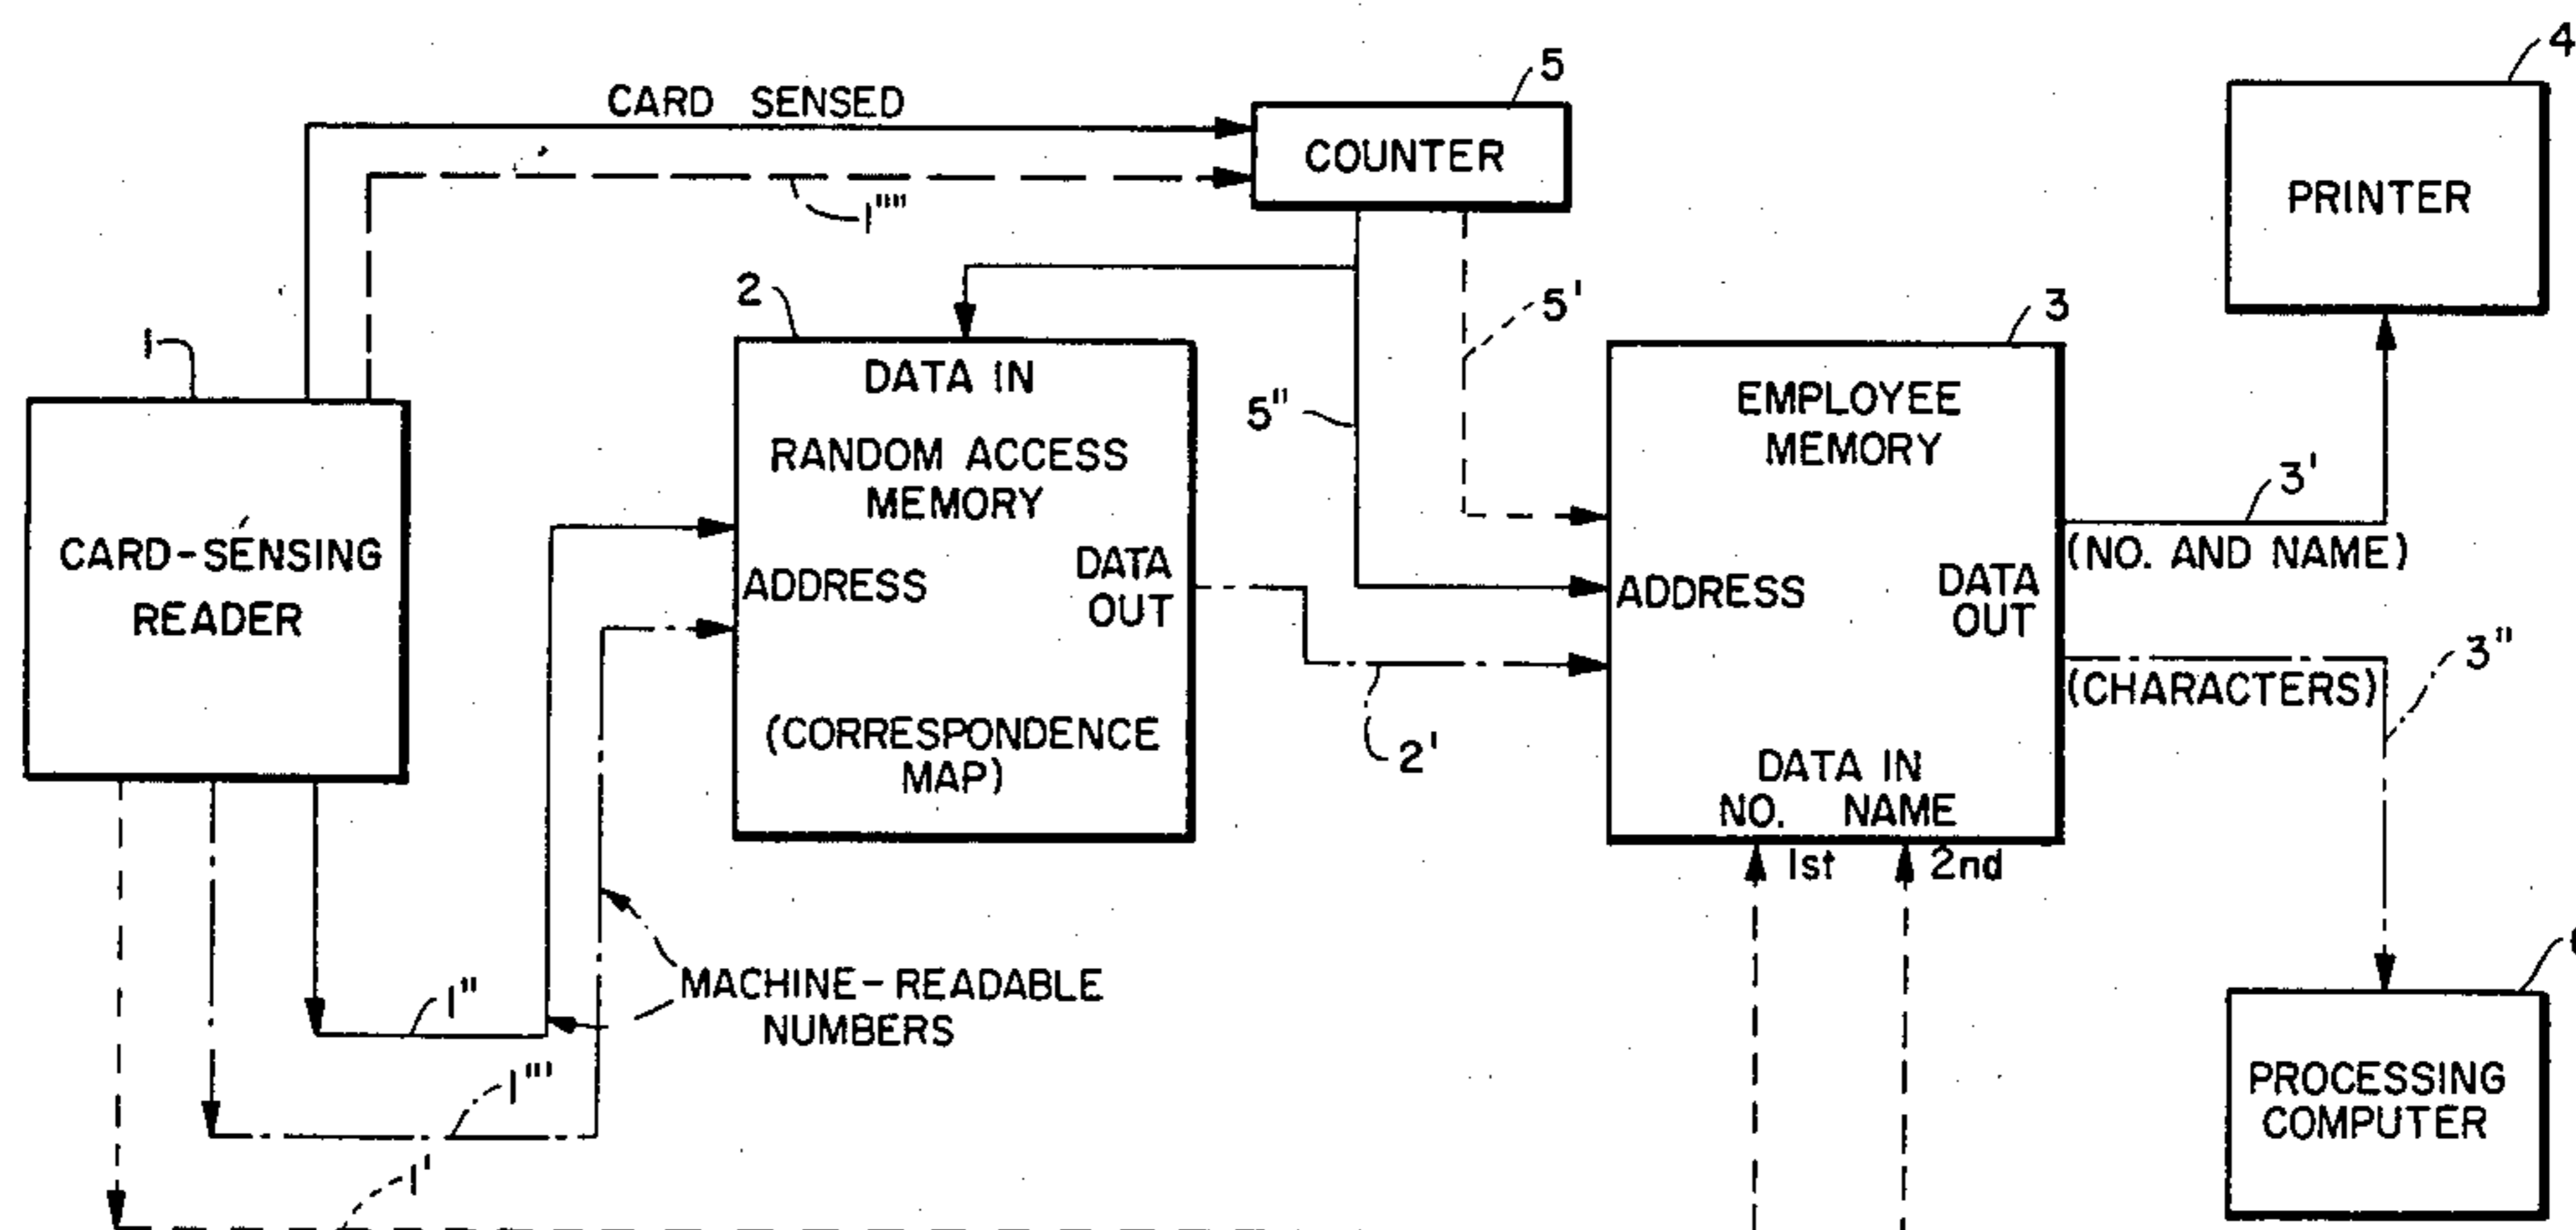 4
5
CARD SENSED
COUNTER
PRINTER
1""
2
5'
3
1
DATA IN
EMPLOYEE
MEMORY
5"
RANDOM ACCESS
MEMORY
3'
CARD-SENSING
READER
(NO. AND NAME)
ADDRESS
DATA
OUT
ADDRESS
DATA
OUT
3"
(CHARACTERS)
(CORRESPONDENCE
MAP)
2'
DATA IN
NO. NAME
1st
2nd
1"
MACHINE-READABLE
NUMBERS
1"'
PROCESSING
COMPUTER
1'